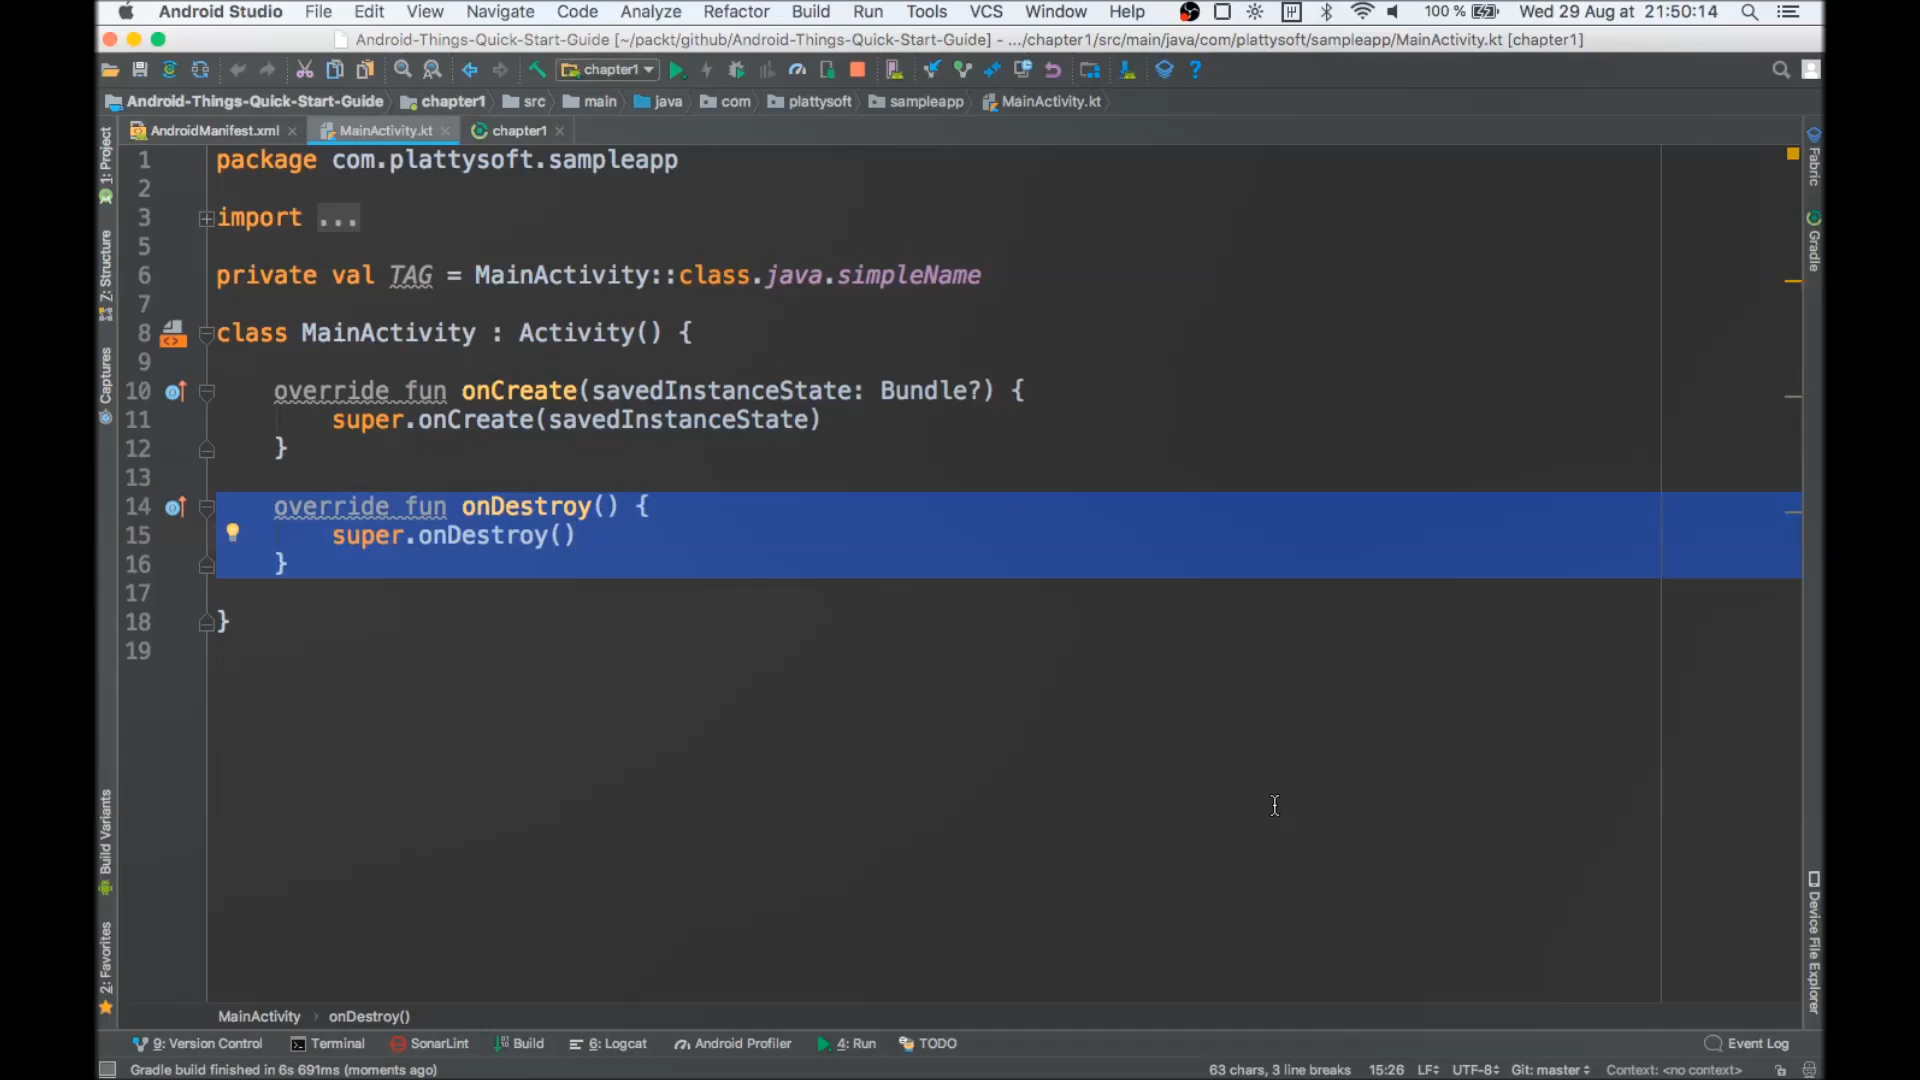 Android Studio File Edit View Navigate Code Analyze Refactor Build Run Tools VCS Window Help 100 % Wed 29 Aug at 21:50:14
Android-Things-Quick-Start-Guide [~/packt/github/Android-Things-Quick-Start-Guide] - .../chapter1/src/main/java/com/plattysoft/sampleapp/MainActivity.kt [chapter1]
chapter1
Android-Things-Quick-Start-Guide chapter1 src main java com plattysoft sampleapp MainActivity.kt
AndroidManifest.xml MainActivity.kt chapter1
1: Project
Z: Structure
Captures
Build Variants
2: Favorites
1 package com.plattysoft.sampleapp
2
3 import ...
5
6 private val TAG = MainActivity::class.java.simpleName
7
8 class MainActivity : Activity() {
9
10 override fun onCreate(savedInstanceState: Bundle?) {
11 super.onCreate(savedInstanceState)
12 }
13
14 override fun onDestroy() {
15 super.onDestroy()
16 }
17
18 }
19
Fabric
Gradle
Device File Explorer
MainActivity › onDestroy()
9: Version Control Terminal SonarLint Build 6: Logcat Android Profiler 4: Run TODO Event Log
Gradle build finished in 6s 691ms (moments ago) 63 chars, 3 line breaks 15:26 LF UTF-8 Git: master Context: <no context>